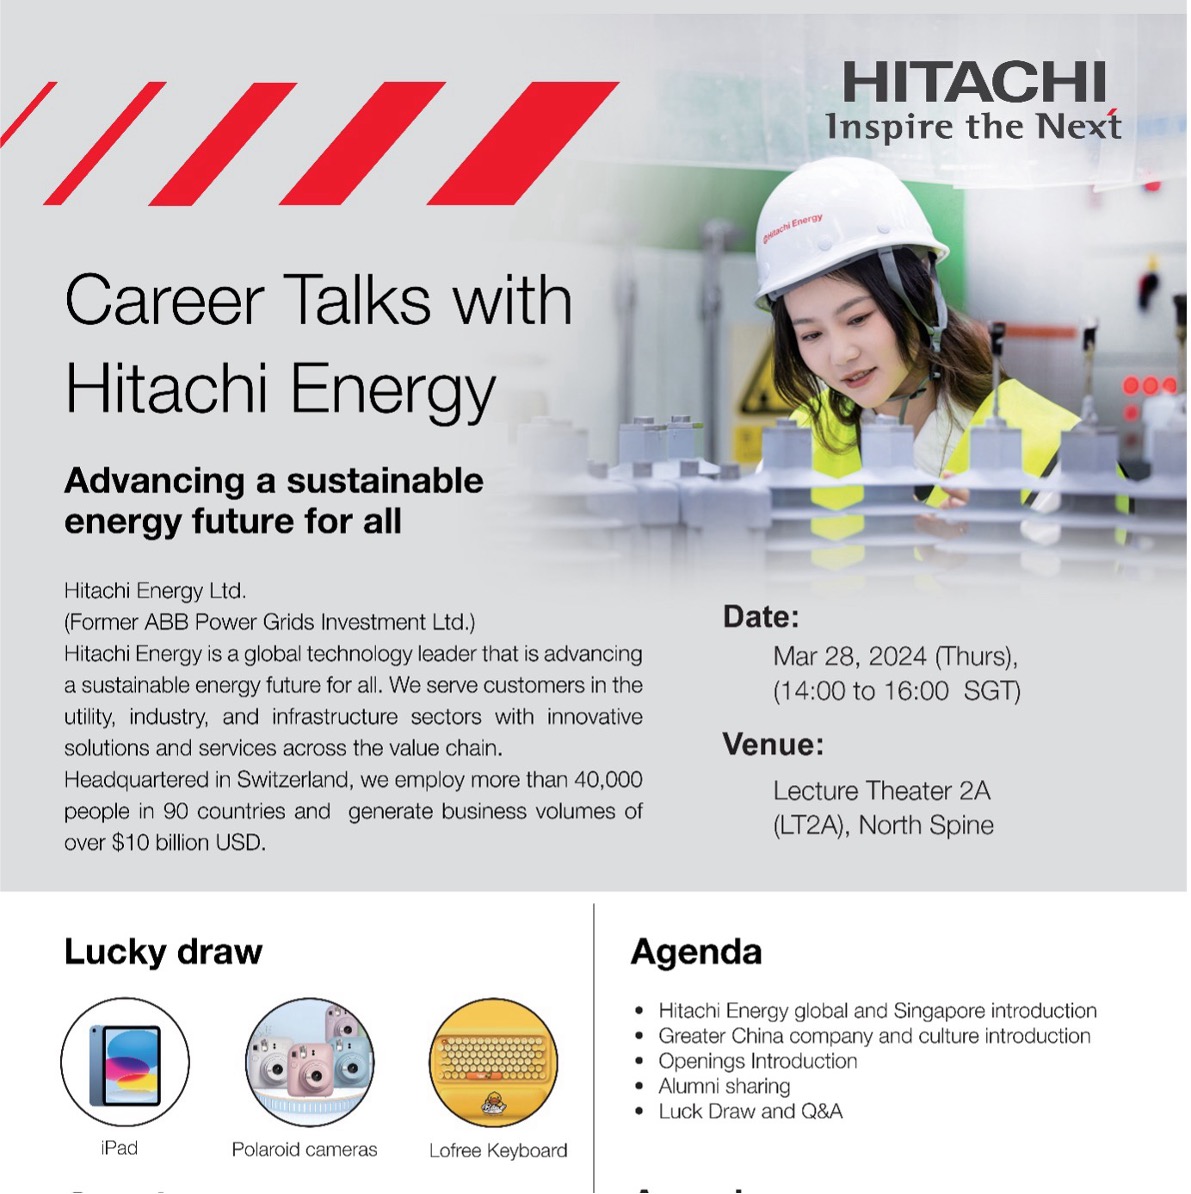 HITACHI
Inspire the Next
Hitachi Energy
Career Talks with
Hitachi Energy
Advancing a sustainable
energy future for all
Hitachi Energy Ltd.
(Former ABB Power Grids Investment Ltd.)
Hitachi Energy is a global technology leader that is advancing
a sustainable energy future for all. We serve customers in the
utility, industry, and infrastructure sectors with innovative
solutions and services across the value chain.
Headquartered in Switzerland, we employ more than 40,000
people in 90 countries and generate business volumes of
over $10 billion USD.
Date:
Mar 28, 2024 (Thurs),
(14:00 to 16:00 SGT)
Venue:
Lecture Theater 2A
(LT2A), North Spine
Lucky draw
iPad
Polaroid cameras
Lofree Keyboard
Agenda
• Hitachi Energy global and Singapore introduction
• Greater China company and culture introduction
• Openings Introduction
• Alumni sharing
• Luck Draw and Q&A